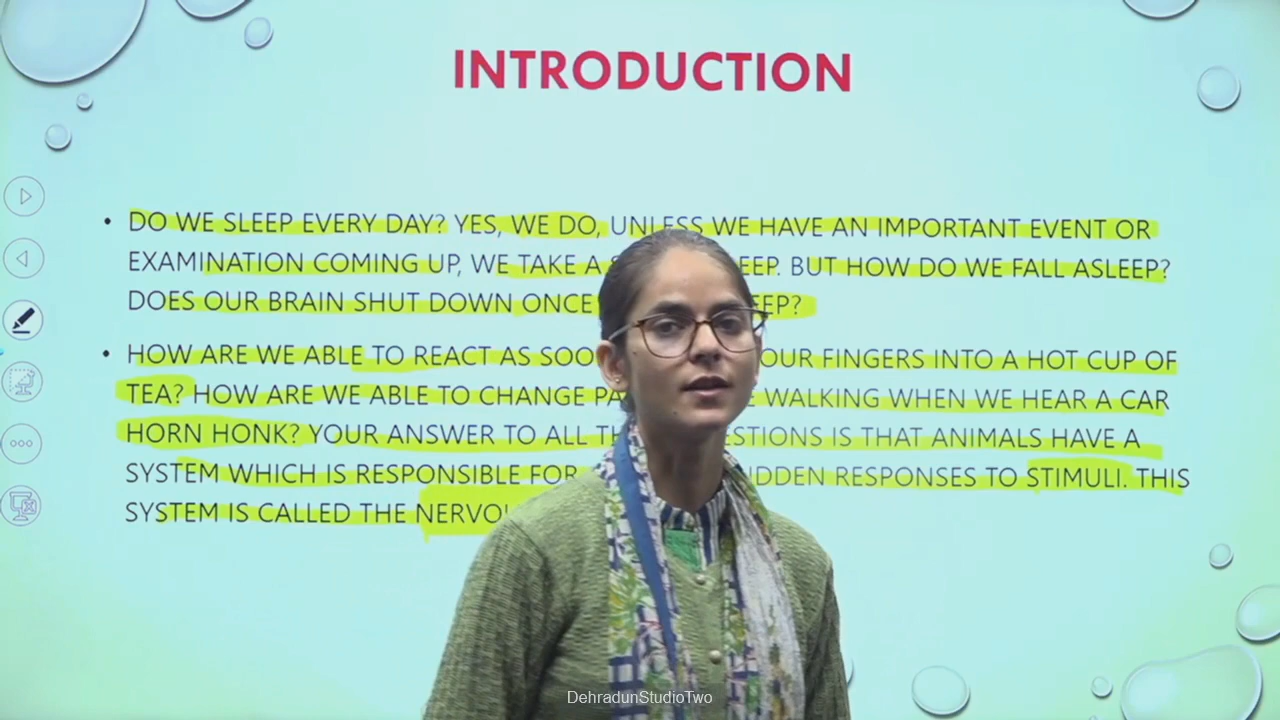 INTRODUCTION
• DO WE SLEEP EVERY DAY? YES, WE DO, UNLESS WE HAVE AN IMPORTANT EVENT OR
EXAMINATION COMING UP, WE TAKE A EEP. BUT HOW DO WE FALL ASLEEP?
DOES OUR BRAIN SHUT DOWN ONCE EEP?
• HOW ARE WE ABLE TO REACT AS SOO OUR FINGERS INTO A HOT CUP OF
TEA? HOW ARE WE ABLE TO CHANGE PA WALKING WHEN WE HEAR A CAR
HORN HONK? YOUR ANSWER TO ALL TH ESTIONS IS THAT ANIMALS HAVE A
SYSTEM WHICH IS RESPONSIBLE FOR DDEN RESPONSES TO STIMULI. THIS
SYSTEM IS CALLED THE NERVOU
DehradunStudioTwo